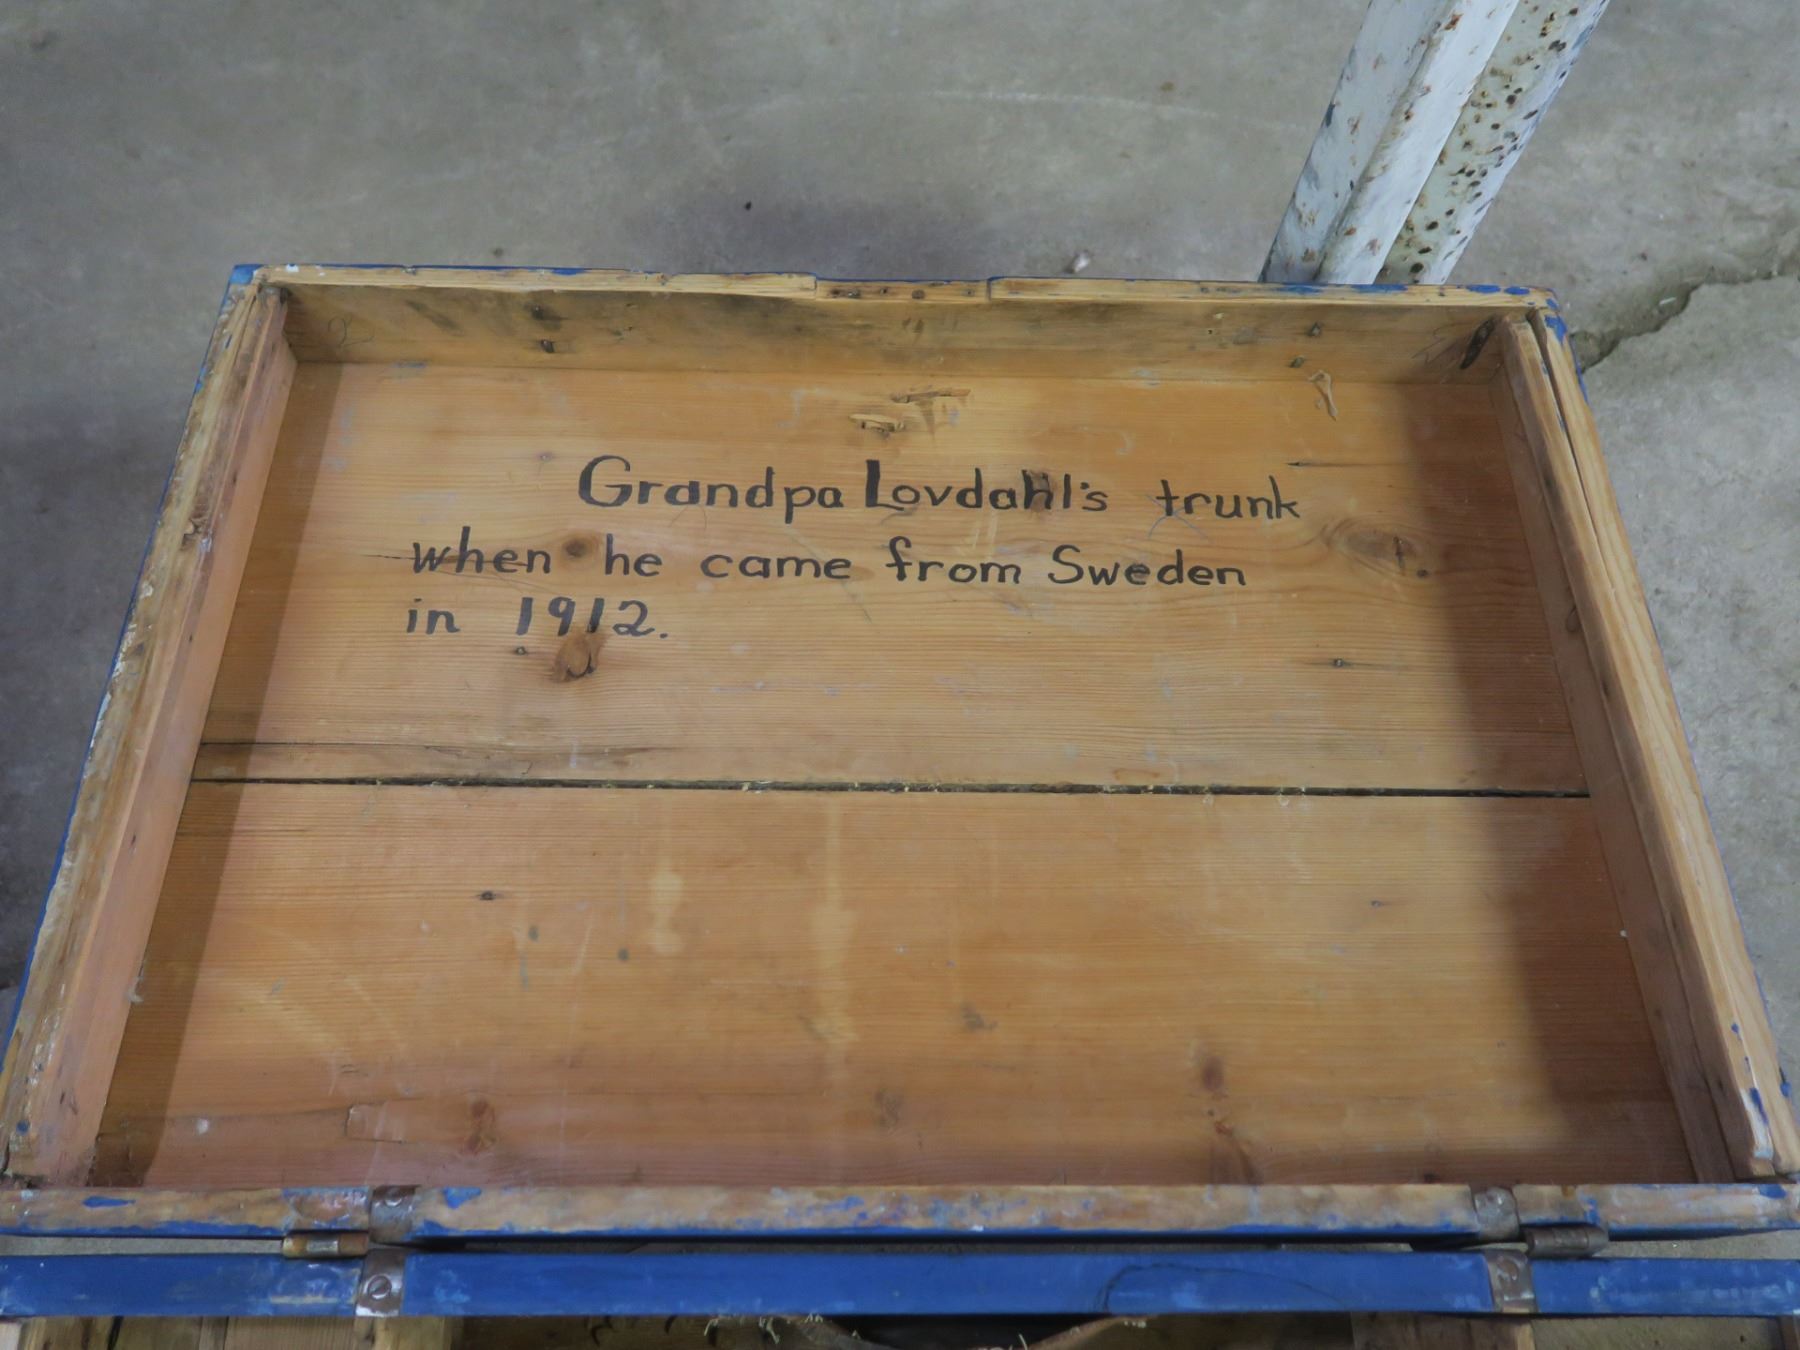 Grandpa Lovdahl's trunk
when he came from Sweden
in 1912.